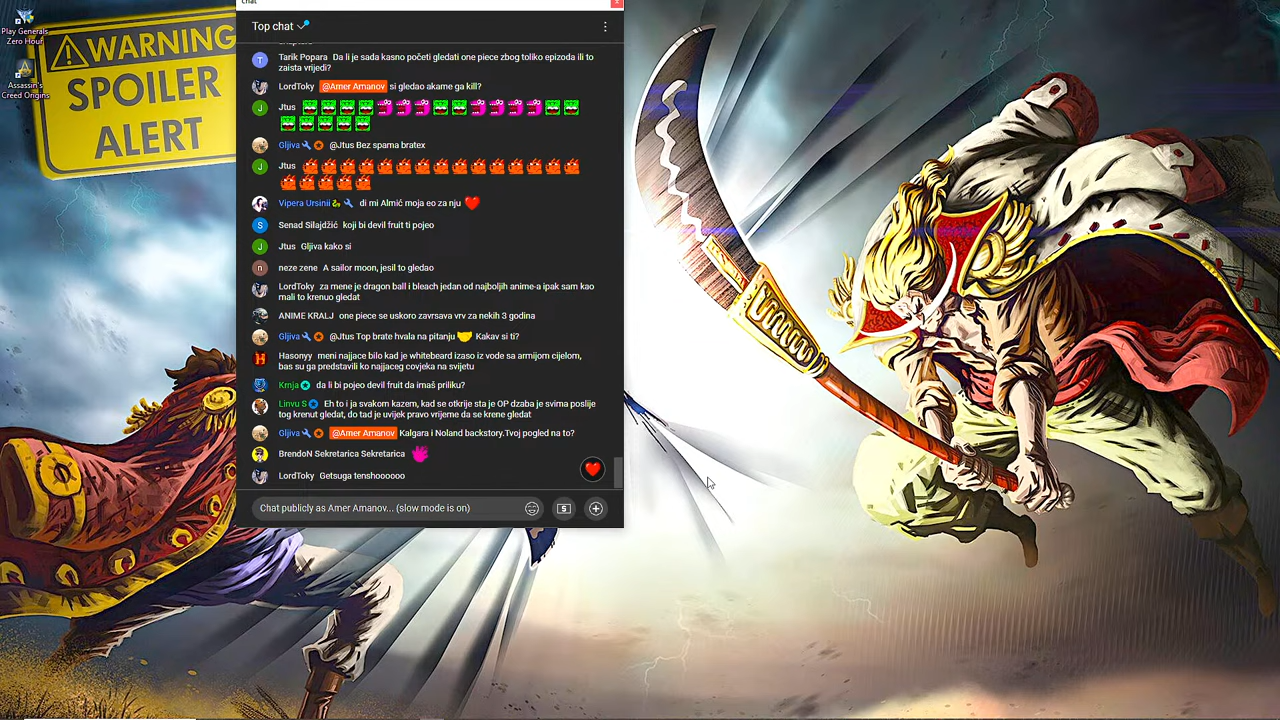 chat
Play Generals
Zero Hour
Assassin's
Creed Origins
WARNING
SPOILER
ALERT
Top chat
Tarik Popara Da li je sada kasno početi gledati one piece zbog toliko epizoda ili to
zaista vrijedi?
LordToky @Amer Amanov si gledao akame ga kill?
Jtus
Gljiva @Jtus Bez spama bratex
Jtus
Vipera Ursinii di mi Almić moja eo za nju
Senad Silajdžić koji bi devil fruit ti pojeo
Jtus Gljiva kako si
neze zene A sailor moon, jesil to gledao
LordToky za mene je dragon ball i bleach jedan od najboljih anime-a ipak sam kao
mali to krenuo gledat
ANIME KRALJ one piece se uskoro zavrsava vrv za nekih 3 godina
Gljiva @Jtus Top brate hvala na pitanju Kakav si ti?
Hasonyy meni najjace bilo kad je whitebeard izaso iz vode sa armijom cijelom,
bas su ga predstavili ko najjaceg covjeka na svijetu
Krnja da li bi pojeo devil fruit da imaš priliku?
Linvu S Eh to i ja svakom kazem, kad se otkrije sta je OP dzaba je svima poslije
tog krenut gledat, do tad je uvijek pravo vrijeme da se krene gledat
Gljiva @Amer Amanov Kalgara i Noland backstory.Tvoj pogled na to?
BrendoN Sekretarica Sekretarica
LordToky Getsuga tenshoooooo
Chat publicly as Amer Amanov... (slow mode is on)